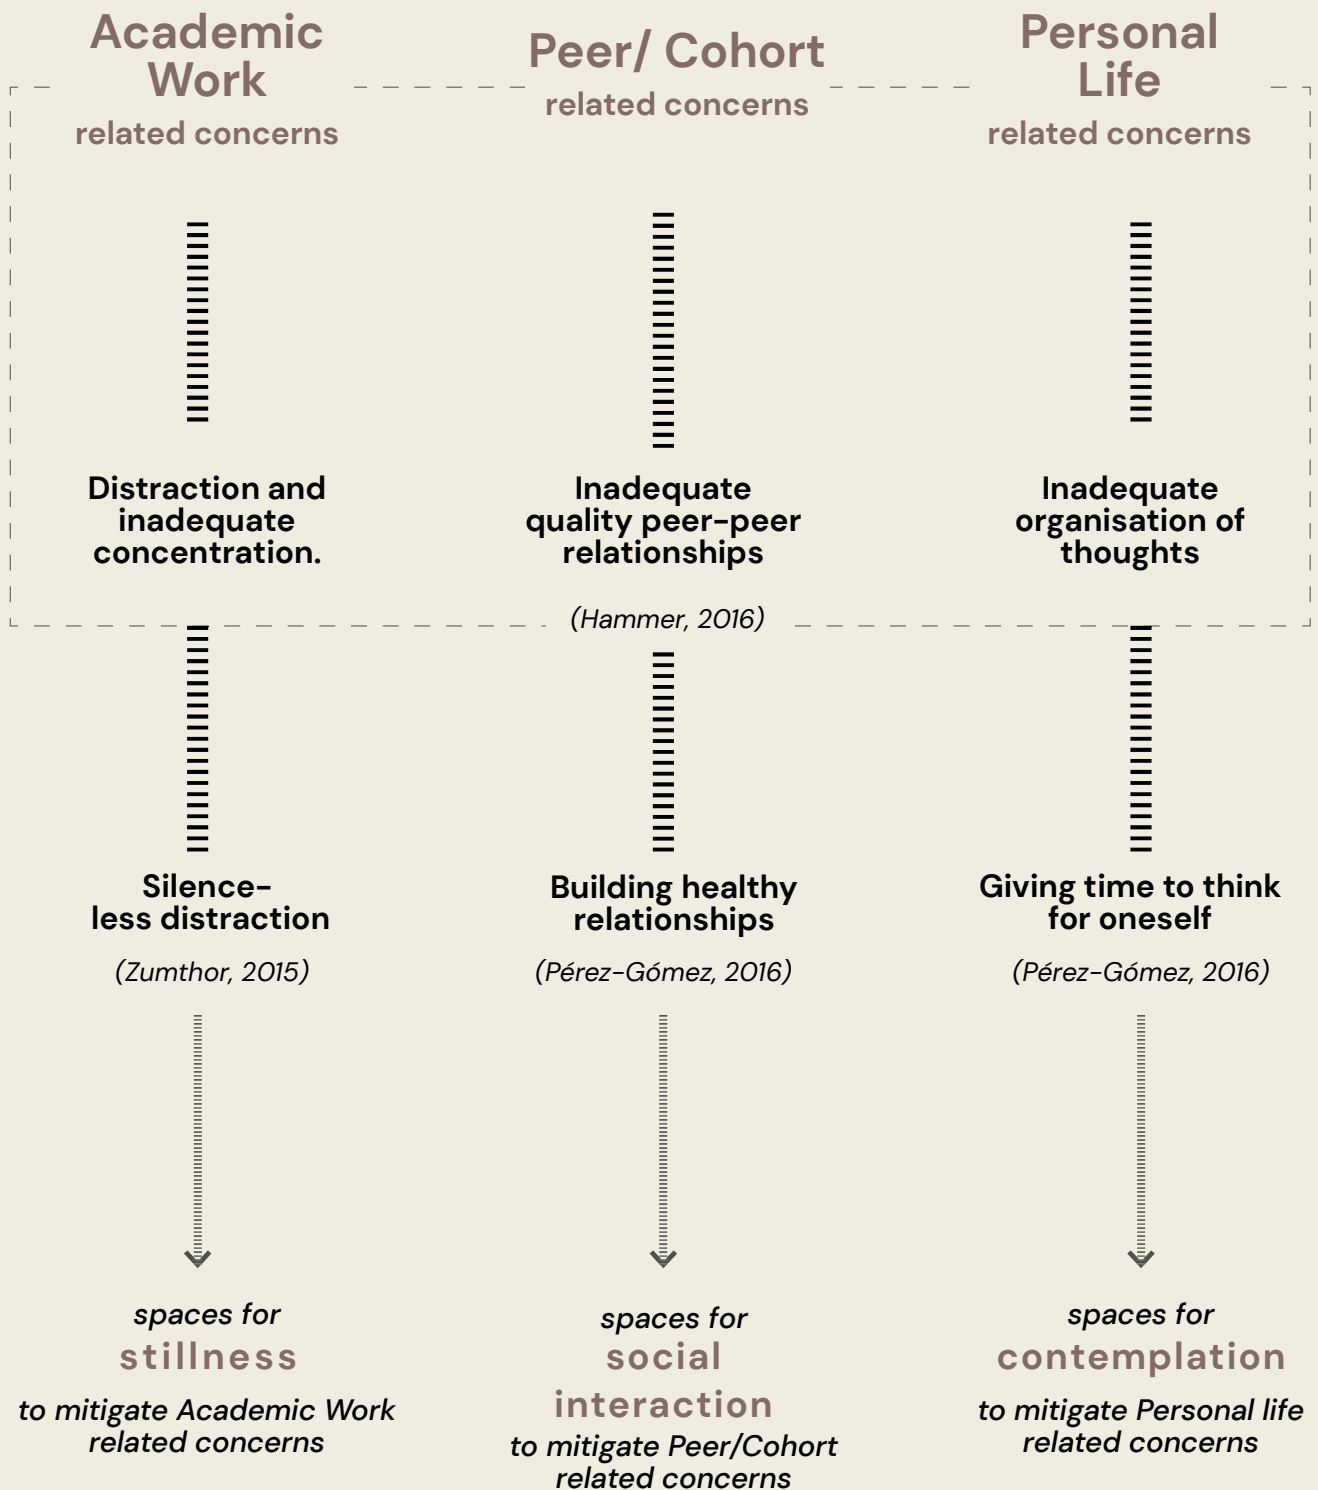 Academic
Work
related concerns
Peer/ Cohort
related concerns
Personal
Life
related concerns
Distraction and
inadequate
concentration.
Inadequate
quality peer-peer
relationships
Inadequate
organisation of
thoughts
(Hammer, 2016)
Silence-
less distraction
(Zumthor, 2015)
Building healthy
relationships
(Pérez-Gómez, 2016)
Giving time to think
for oneself
(Pérez-Gómez, 2016)
spaces for
stillness
to mitigate Academic Work
related concerns
spaces for
social
interaction
to mitigate Peer/Cohort
related concerns
spaces for
contemplation
to mitigate Personal life
related concerns